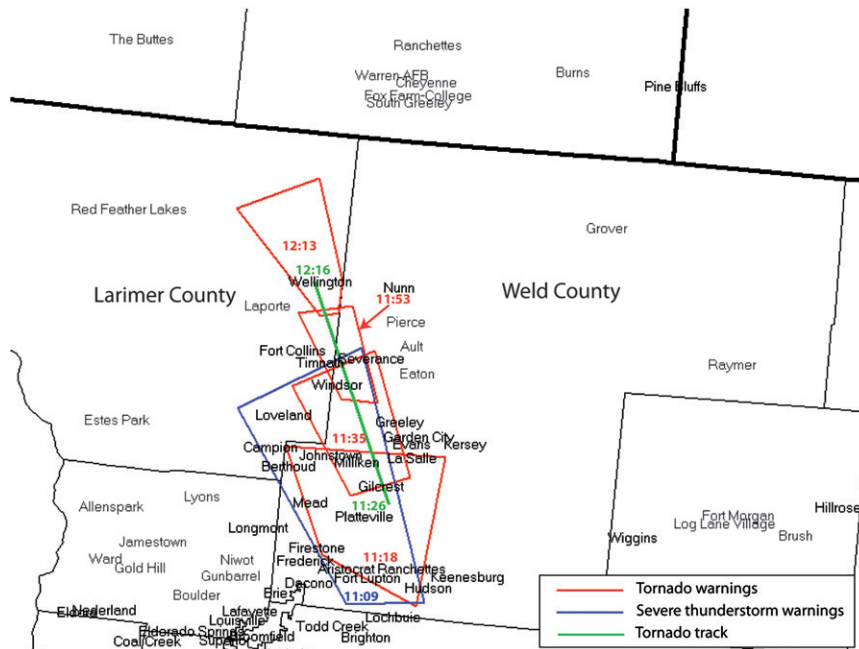 The Buttes
Ranchettes
Warren AFB
Burns
Cheyenne
Pine Bluffs
Fox Farm-College
South Greeley
Red Feather Lakes
Grover
12:13
12:16
Wellington
Nunn
Larimer County
Weld County
11:53
Laporte
Pierce
Fort Collins
Ault
Timnath
Severance
Raymer
Eaton
Windsor
Loveland
Estes Park
Greeley
11:35
Garden City
Campion
Evans
Kersey
Johnstown
La Salle
Berthoud
Milliken
Gilcrest
Lyons
Allenspark
Mead
11:26
Hillrose
Platteville
Fort Morgan
Longmont
Log Lane Village
Jamestown
Wiggins
Brush
Firestone
Ward
Niwot
11:18
Frederick
Gold Hill
Aristocrat Ranchettes
Gunbarrel
Fort Lupton
Keenesburg
Dacono
Hudson
Boulder
Erie
Tornado warnings
11:09
Nederland
Eldora
Lafayette
Lochbuie
Severe thunderstorm warnings
Louisville
Todd Creek
Eldorado Springs
Tornado track
Broomfield
Brighton
Coal Creek
Superior